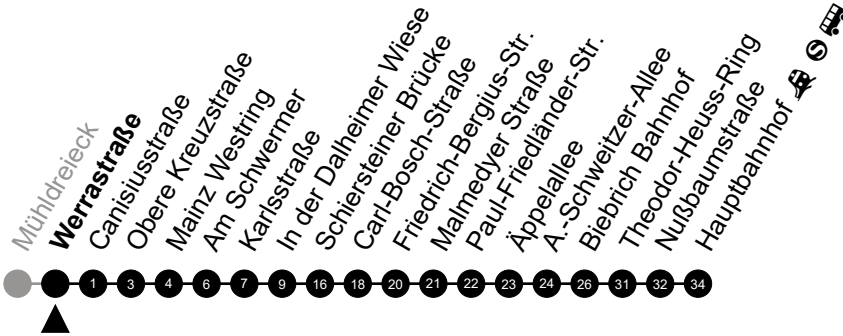 Mühldreieck
Werrastraße
Canisiusstraße
Obere Kreuzstraße
Mainz Westring
Am Schwermer
Karlsstraße
In der Dalheimer Wiese
Schiersteiner Brücke
Carl-Bosch-Straße
Friedrich-Bergius-Str.
Malmedyer Straße
Paul-Friedländer-Str.
Äppelallee
A.-Schweitzer-Allee
Biebrich Bahnhof
Theodor-Heuss-Ring
Nußbaumstraße
Hauptbahnhof S
1 3 4 6 7 9 16 18 20 21 22 23 24 26 31 32 34